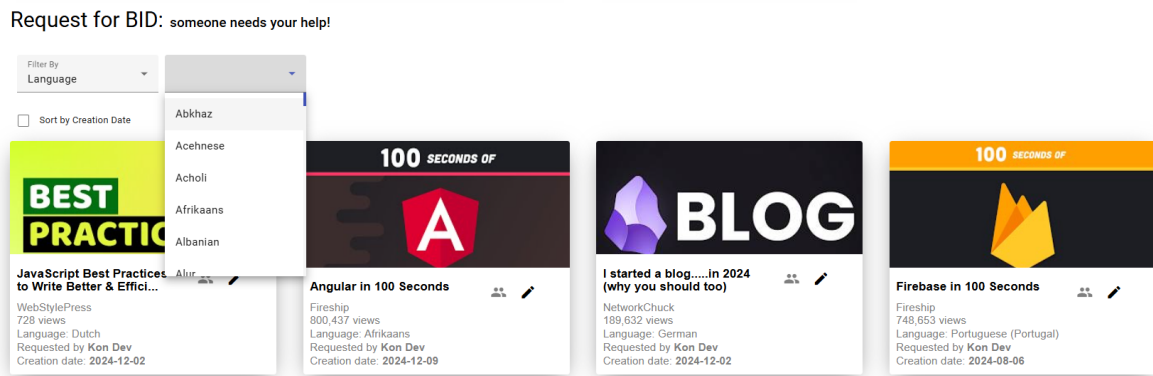 Request for BID: someone needs your help!
Filter By
Language
Sort by Creation Date
Abkhaz
Acehnese
Acholi
Afrikaans
Albanian
Alur
BEST
PRACTIC
JavaScript Best Practices
to Write Better & Effici...
WebStylePress
728 views
Language: Dutch
Requested by Kon Dev
Creation date: 2024-12-02
100 SECONDS OF
A
Angular in 100 Seconds
Fireship
800,437 views
Language: Afrikaans
Requested by Kon Dev
Creation date: 2024-12-09
BLOG
I started a blog.....in 2024
(why you should too)
NetworkChuck
189,632 views
Language: German
Requested by Kon Dev
Creation date: 2024-12-02
100 SECONDS OF
Firebase in 100 Seconds
Fireship
748,653 views
Language: Portuguese (Portugal)
Requested by Kon Dev
Creation date: 2024-08-06